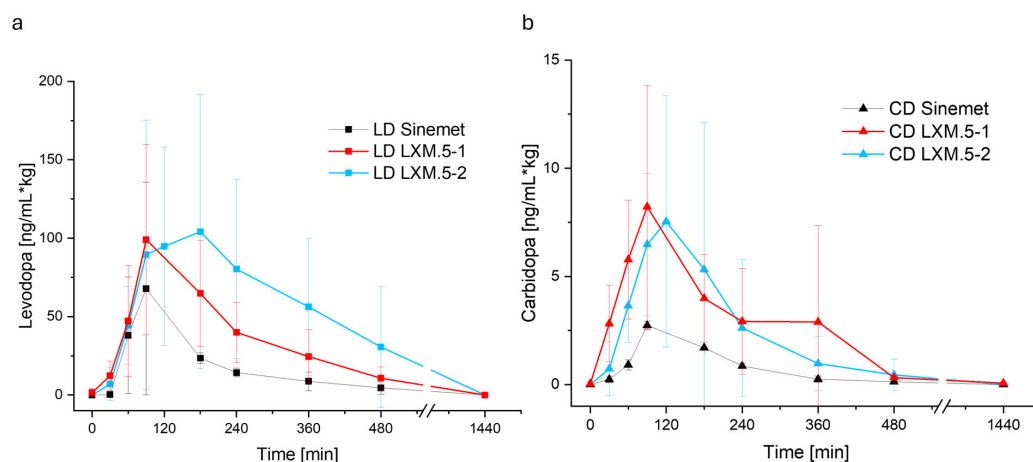 a
Levodopa [ng/mL*kg]
200
150
100
50
0
0
120
240
360
480
1440
Time [min]
LD Sinemet
LD LXM.5-1
LD LXM.5-2
b
Carbidopa [ng/mL*kg]
15
10
5
0
0
120
240
360
480
1440
Time [min]
CD Sinemet
CD LXM.5-1
CD LXM.5-2